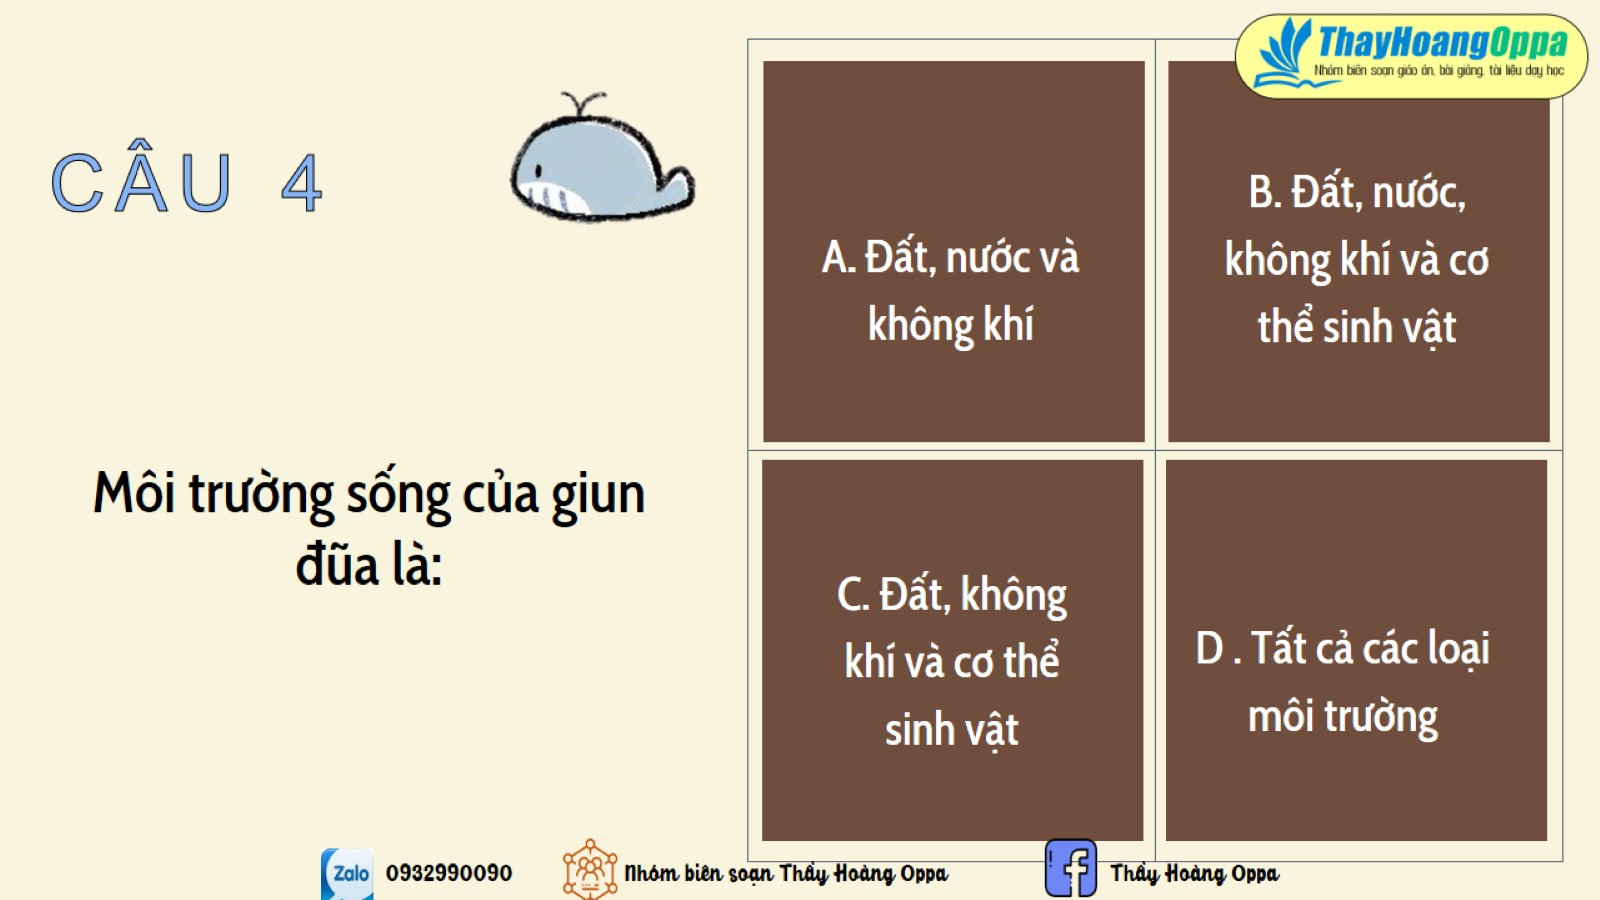 ThayHoangOppa
Nhóm biên soạn giáo án, bài giảng, tài liệu dạy học
CÂU 4
Môi trường sống của giun
đũa là:
A. Đất, nước và
không khí
B. Đất, nước,
không khí và cơ
thể sinh vật
C. Đất, không
khí và cơ thể
sinh vật
D . Tất cả các loại
môi trường
Zalo
0932990090
Nhóm biên soạn Thầy Hoàng Oppa
Thầy Hoàng Oppa